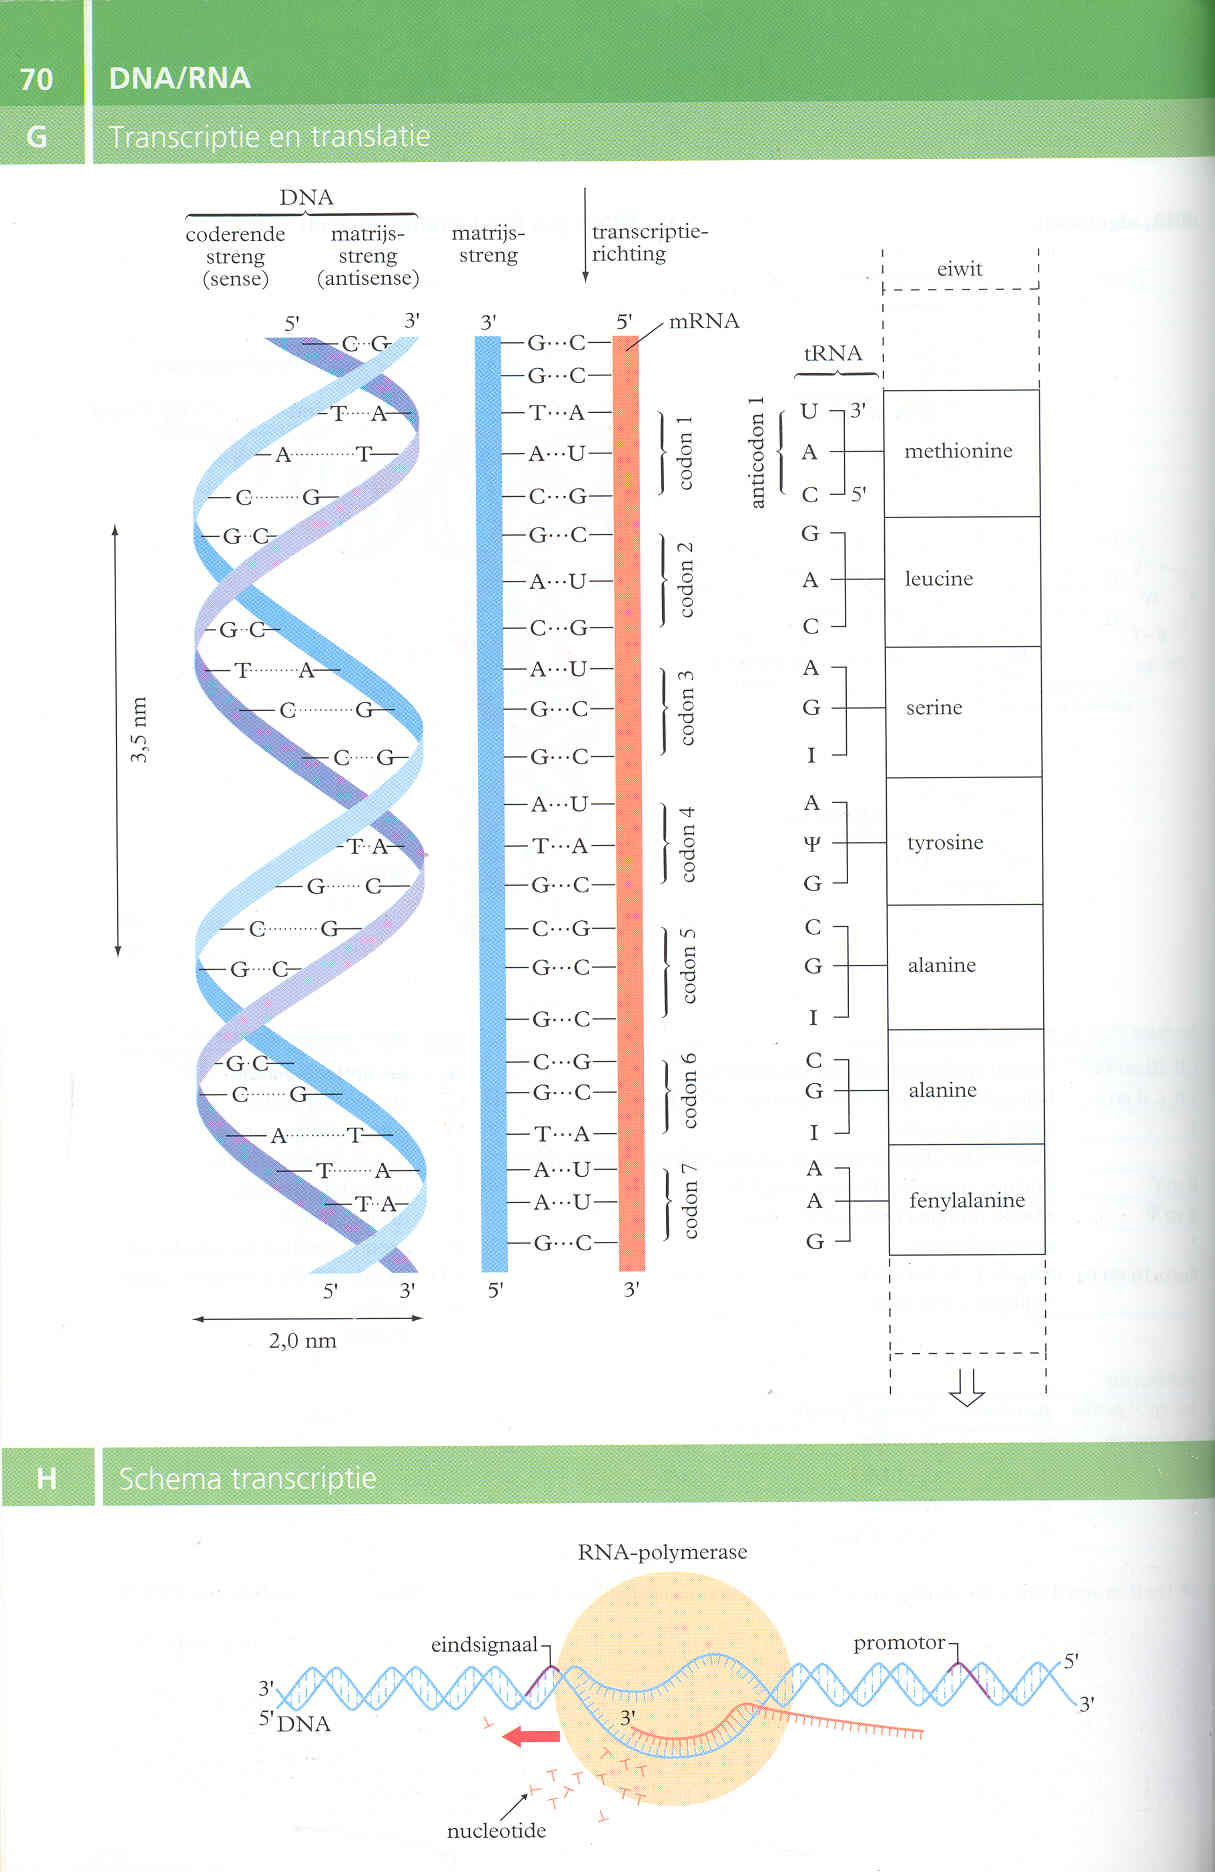 70 DNA/RNA
G Transcriptie en translatie
DNA
coderende streng (sense)
matrijs-streng (antisense)
matrijs-streng
transcriptie-richting
eiwit
5' 3' 3' 5' mRNA
tRNA
C··G G···C
G···C
T····A T···A U 3'
A···········T A···U A methionine
C·········G C···G C 5'
codon 1
anticodon 1
G··C G···C G
A···U A leucine
G··C C···G C
codon 2
T·········A A···U A
C··········G G···C G serine
C·····G G···C I
codon 3
A···U A
T··A T···A Ψ tyrosine
G······C G···C G
codon 4
C··········G C···G C
G···C G···C G alanine
G···C I
codon 5
G·C C···G C
C······G G···C G alanine
A···········T T···A I
codon 6
T·······A A···U A
T··A A···U A fenylalanine
G···C G
codon 7
3,5 nm
5' 3' 5' 3'
2,0 nm
H Schema transcriptie
RNA-polymerase
eindsignaal
promotor
3' 5'
5' DNA 3' 3'
nucleotide